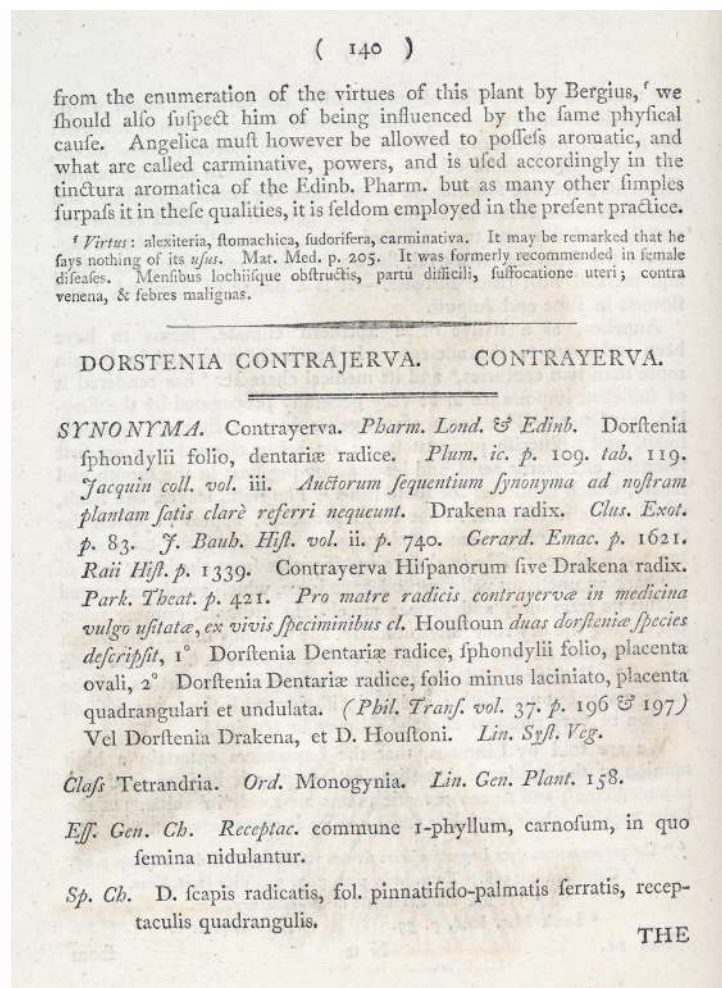 ( 140 )
from the enumeration of the virtues of this plant by Bergius, ᶠ we
ſhould alſo ſuſpect him of being influenced by the ſame phyſical
cauſe. Angelica muſt however be allowed to poſſeſs aromatic, and
what are called carminative, powers, and is uſed accordingly in the
tinctura aromatica of the Edinb. Pharm. but as many other ſimples
ſurpaſs it in theſe qualities, it is ſeldom employed in the preſent practice.
ᶠ Virtus: alexiteria, ſtomachica, ſudorifera, carminativa. It may be remarked that he
ſays nothing of its uſus. Mat. Med. p. 205. It was formerly recommended in female
diſeaſes. Menſibus lochiiſque obſtructis, partu difficili, ſuffocatione uteri; contra
venena, & febres malignas.
DORSTENIA CONTRAJERVA. CONTRAYERVA.
SYNONYMA. Contrayerva. Pharm. Lond. & Edinb. Dorſtenia
ſphondylii folio, dentariæ radice. Plum. ic. p. 109. tab. 119.
Jacquin coll. vol. iii. Auctorum ſequentium ſynonyma ad noſtram
plantam ſatis clarè referri nequeunt. Drakena radix. Cluſ. Exot.
p. 83. J. Bauh. Hiſt. vol. ii. p. 740. Gerard. Emac. p. 1621.
Raii Hiſt. p. 1339. Contrayerva Hiſpanorum ſive Drakena radix.
Park. Theat. p. 421. Pro matre radicis contrayervæ in medicina
vulgo uſitatæ, ex vivis ſpeciminibus cl. Houſtoun duas dorſteniæ ſpecies
deſcripſit, 1° Dorſtenia Dentariæ radice, ſphondylii folio, placenta
ovali, 2° Dorſtenia Dentariæ radice, folio minus laciniato, placenta
quadrangulari et undulata. (Phil. Tranſ. vol. 37. p. 196 & 197)
Vel Dorſtenia Drakena, et D. Houſtoni. Lin. Syſt. Veg.
Claſs Tetrandria. Ord. Monogynia. Lin. Gen. Plant. 158.
Eſſ. Gen. Ch. Receptac. commune 1-phyllum, carnoſum, in quo
ſemina nidulantur.
Sp. Ch. D. ſcapis radicatis, fol. pinnatifido-palmatis ſerratis, recep-
taculis quadrangulis.
THE